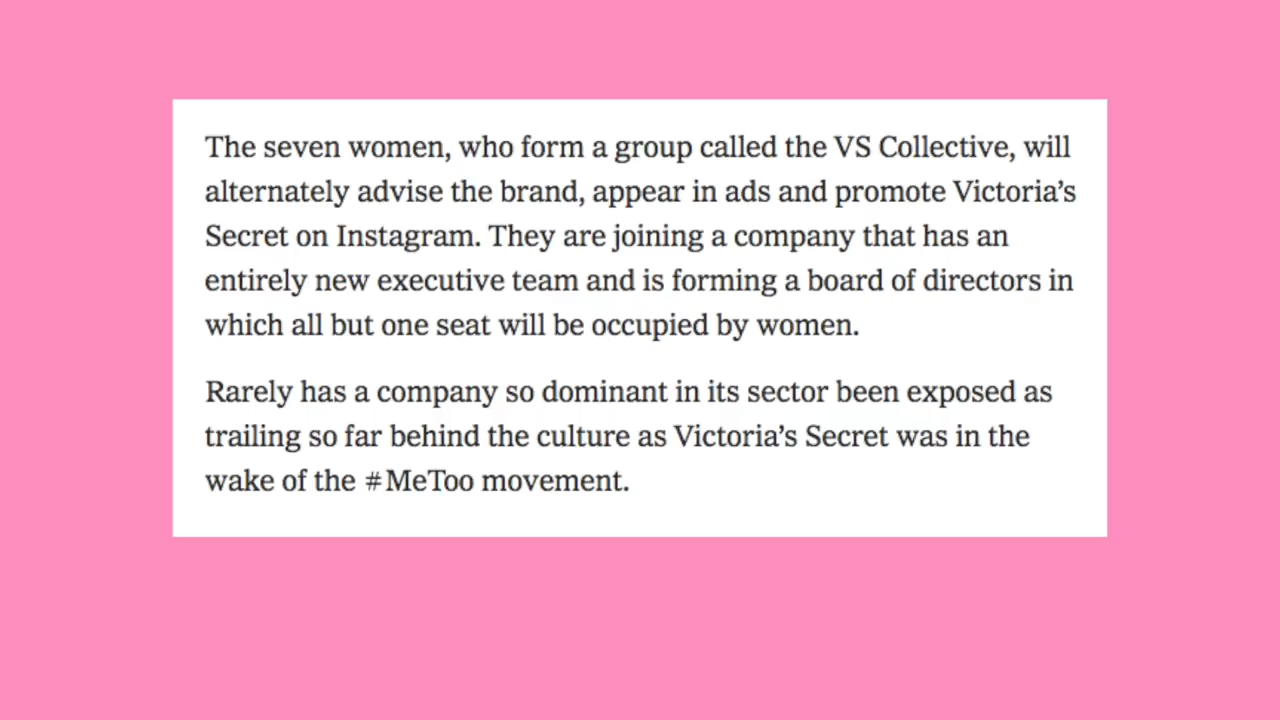 The seven women, who form a group called the VS Collective, will
alternately advise the brand, appear in ads and promote Victoria’s
Secret on Instagram. They are joining a company that has an
entirely new executive team and is forming a board of directors in
which all but one seat will be occupied by women.
Rarely has a company so dominant in its sector been exposed as
trailing so far behind the culture as Victoria’s Secret was in the
wake of the #MeToo movement.